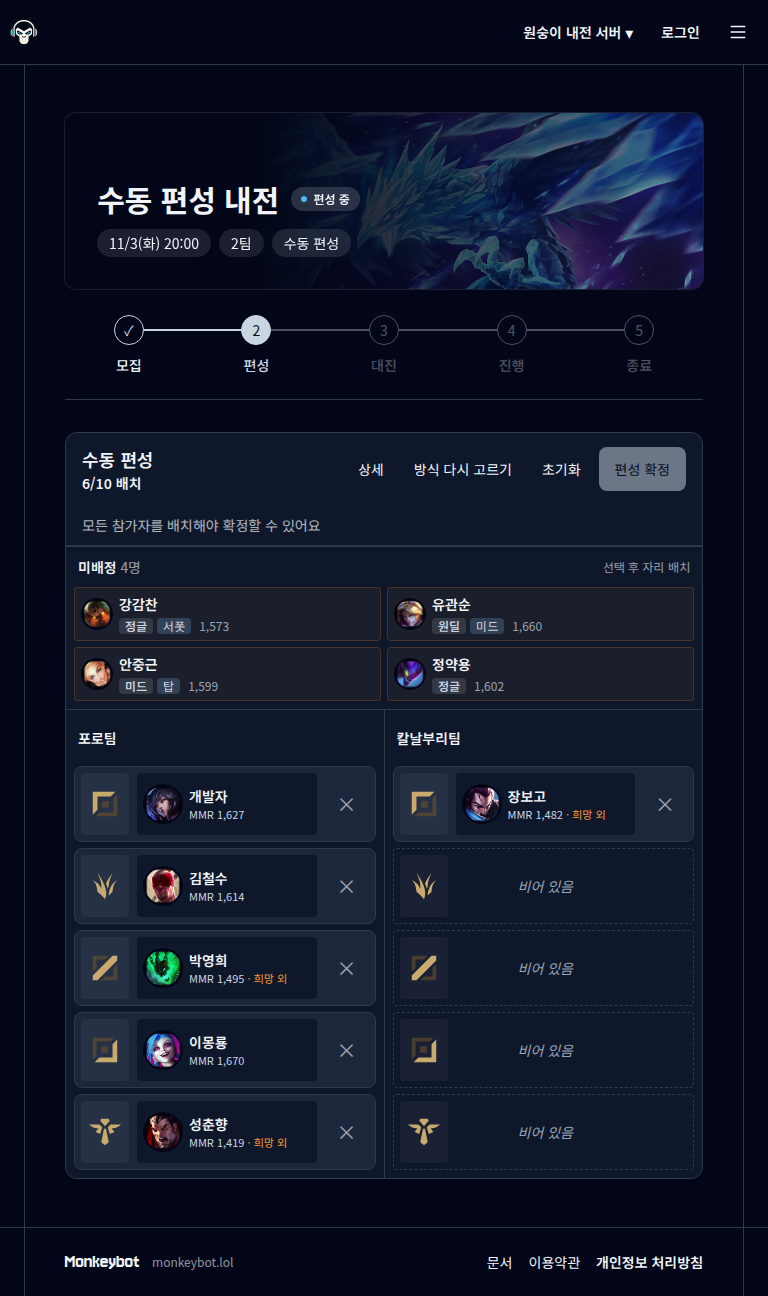 원숭이 내전 서버 ▾ 로그인
수동 편성 내전 편성 중
11/3(화) 20:00 2팀 수동 편성
✓ 2 3 4 5
모집 편성 대진 진행 종료
수동 편성
6/10 배치
상세 방식 다시 고르기 초기화 편성 확정
모든 참가자를 배치해야 확정할 수 있어요
미배정 4명 선택 후 자리 배치
강감찬
정글 서폿 1,573
유관순
원딜 미드 1,660
안중근
미드 탑 1,599
정약용
정글 1,602
포로팀
개발자
MMR 1,627
김철수
MMR 1,614
박영희
MMR 1,495 · 희망 외
이몽룡
MMR 1,670
성춘향
MMR 1,419 · 희망 외
칼날부리팀
장보고
MMR 1,482 · 희망 외
비어 있음
비어 있음
비어 있음
비어 있음
Monkeybot monkeybot.lol 문서 이용약관 개인정보 처리방침